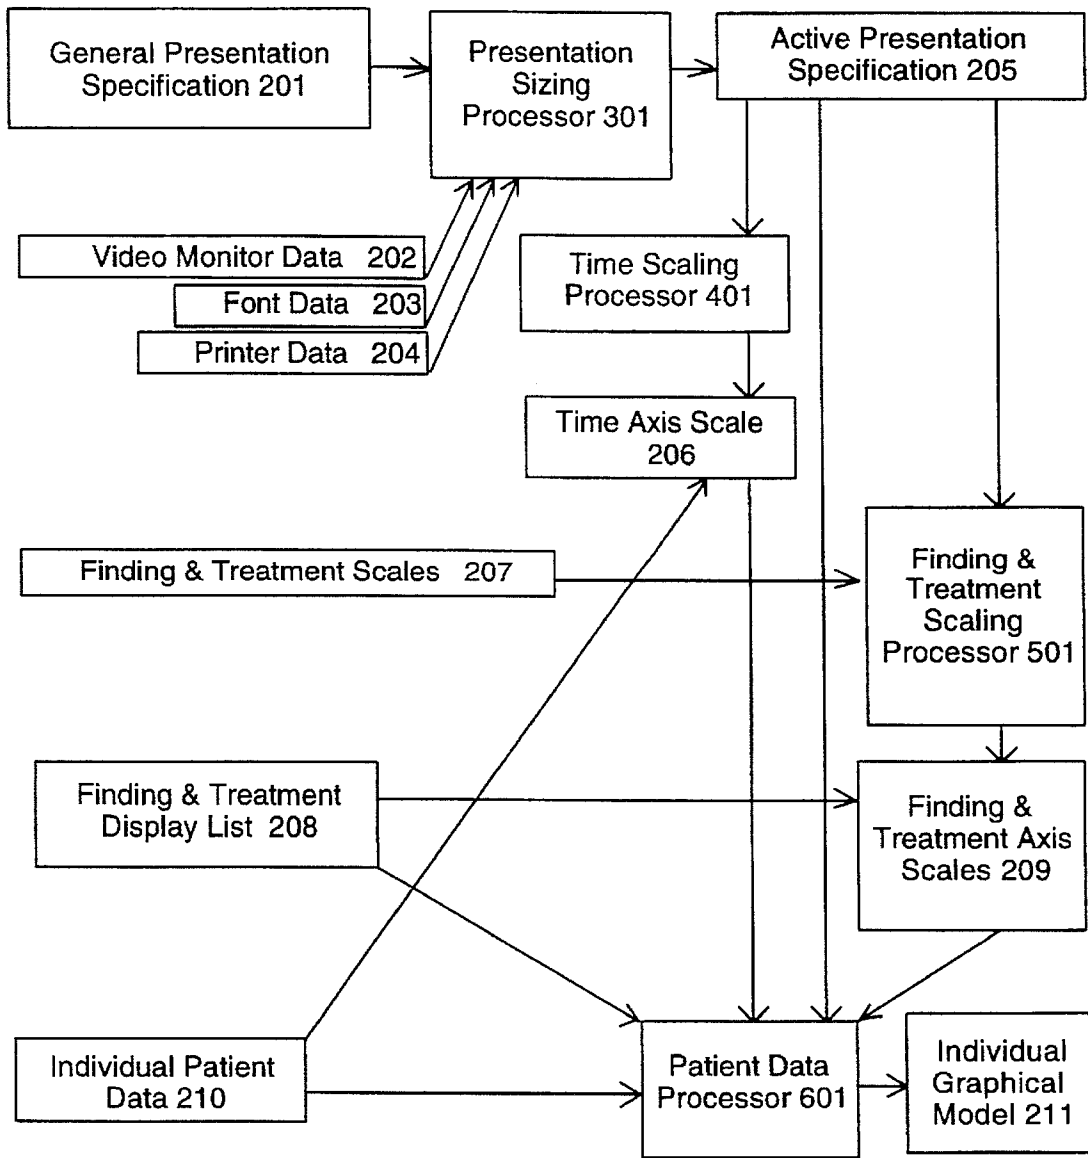 General Presentation
Specification 201
Presentation
Sizing
Processor 301
Active Presentation
Specification 205
Video Monitor Data 202
Font Data 203
Printer Data 204
Time Scaling
Processor 401
Time Axis Scale
206
Finding & Treatment Scales 207
Finding &
Treatment
Scaling
Processor 501
Finding & Treatment
Display List 208
Finding &
Treatment Axis
Scales 209
Individual Patient
Data 210
Patient Data
Processor 601
Individual
Graphical
Model 211